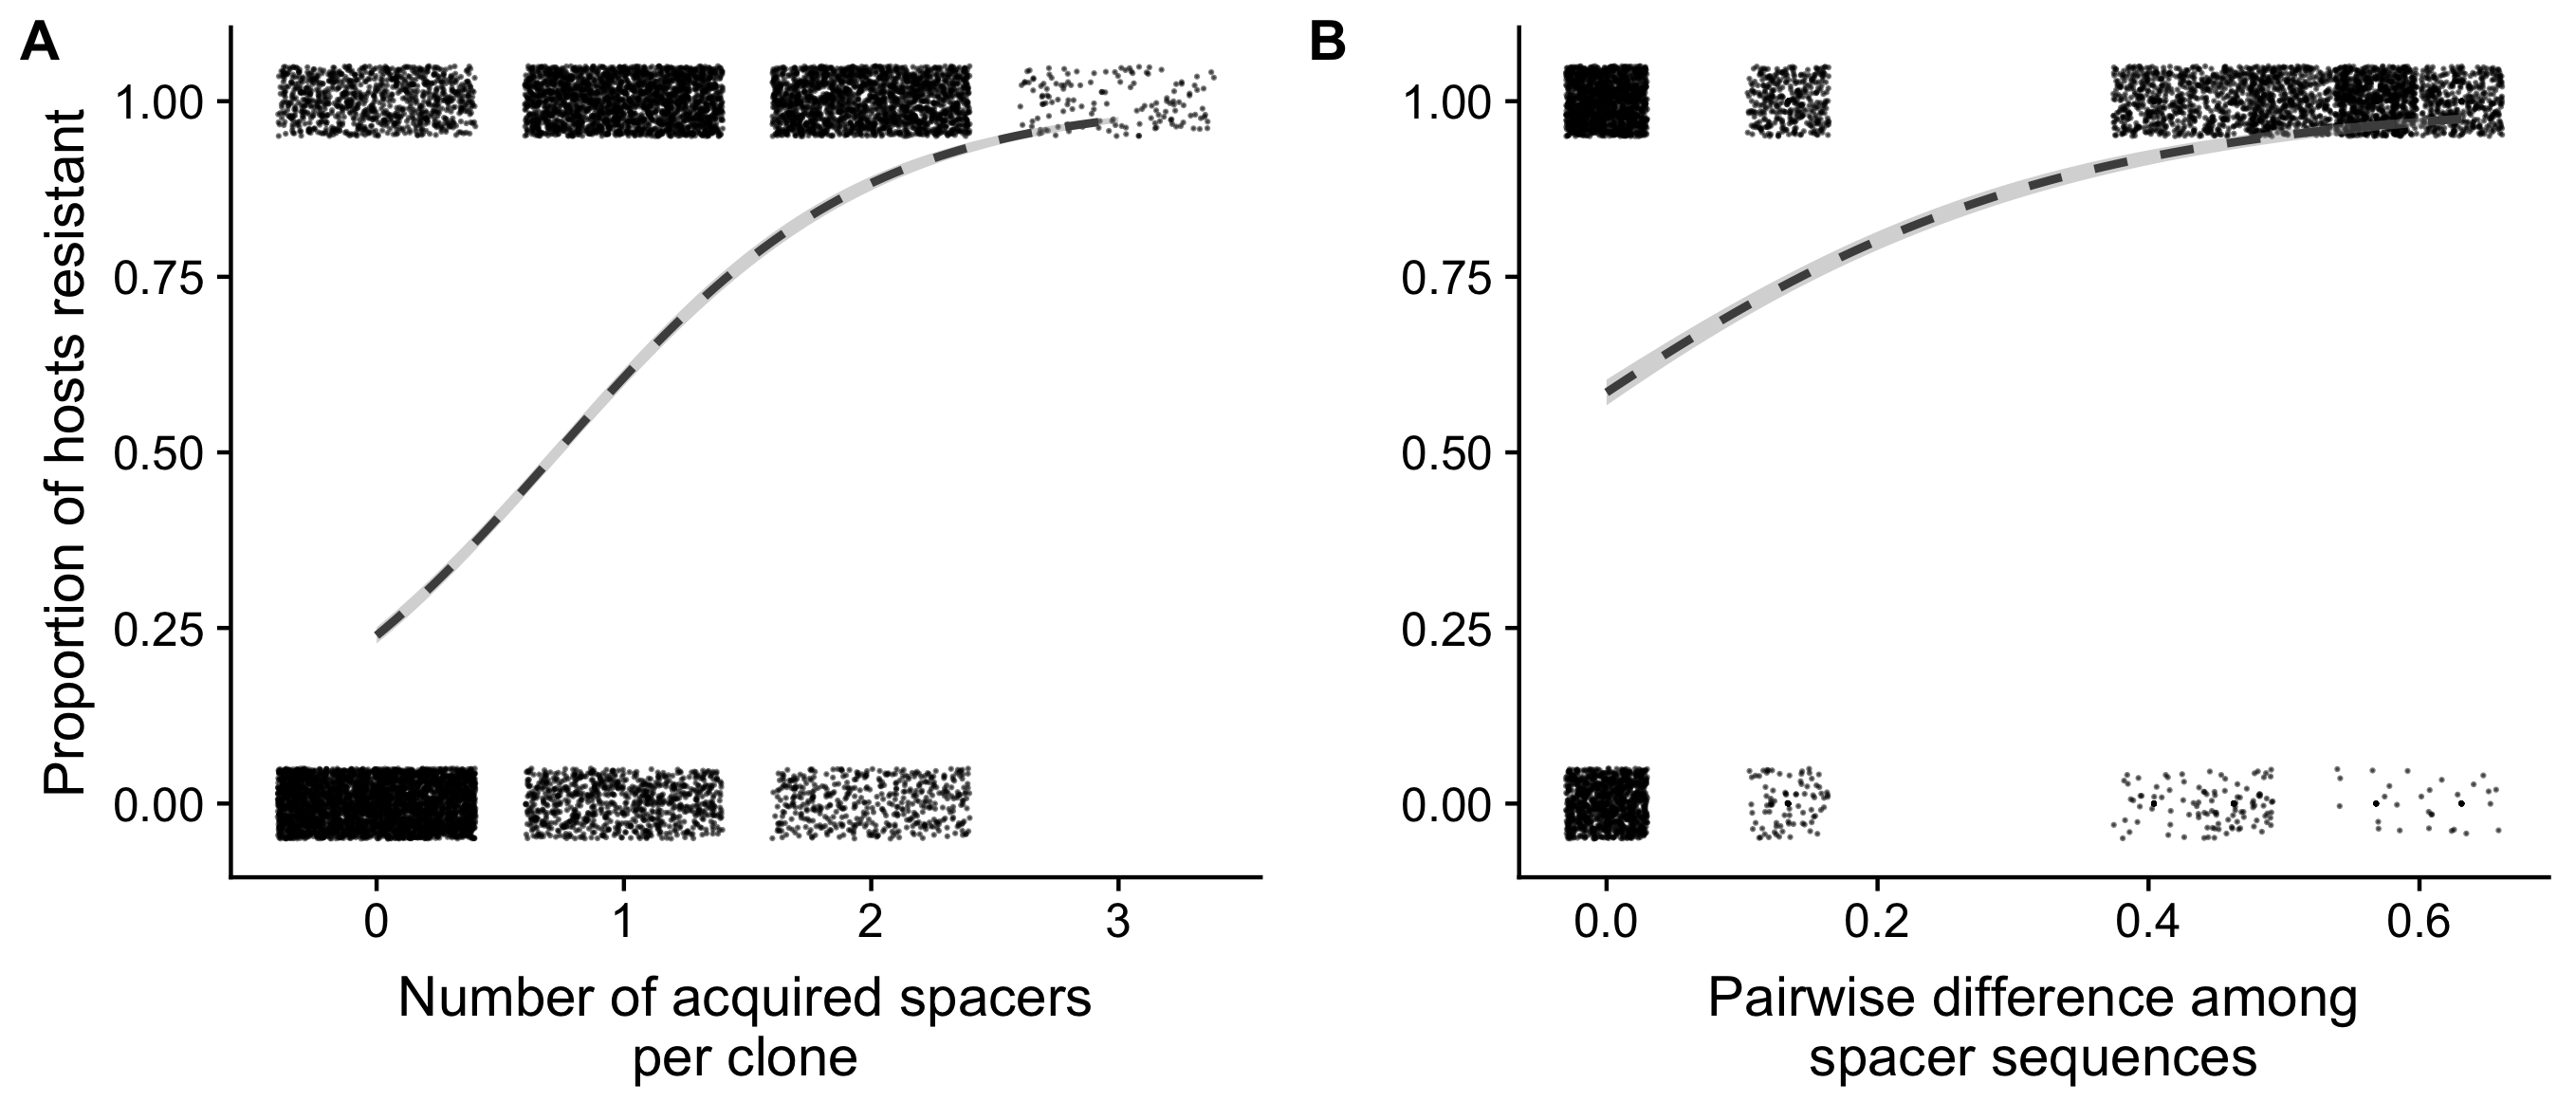 A
Proportion of hosts resistant
1.00
0.75
0.50
0.25
0.00
0 1 2 3
Number of acquired spacers
per clone
B
1.00
0.75
0.50
0.25
0.00
0.0 0.2 0.4 0.6
Pairwise difference among
spacer sequences